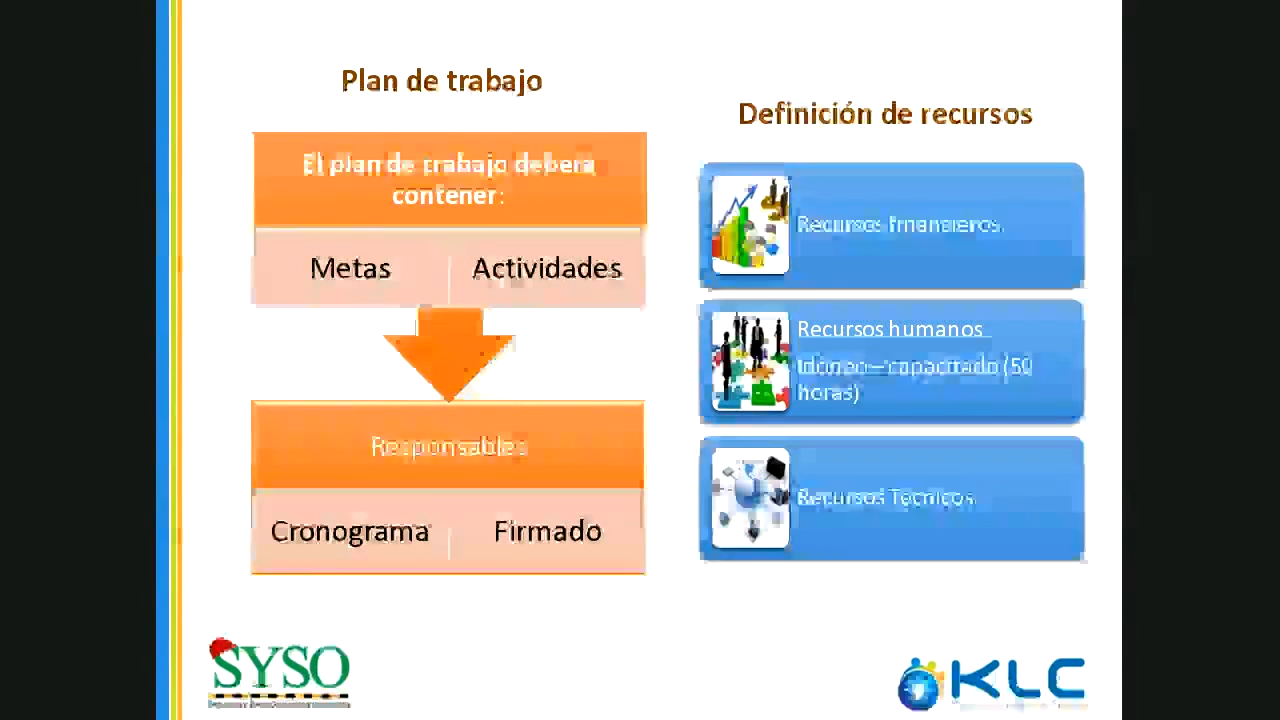 Plan de trabajo
El plan de trabajo deberá
contener:
Metas
Actividades
Responsables
Cronograma
Firmado
Definición de recursos
Recursos financieros.
Recursos humanos
Idóneo – capacitado (50
horas)
Recursos Técnicos.
SYSO
KLC